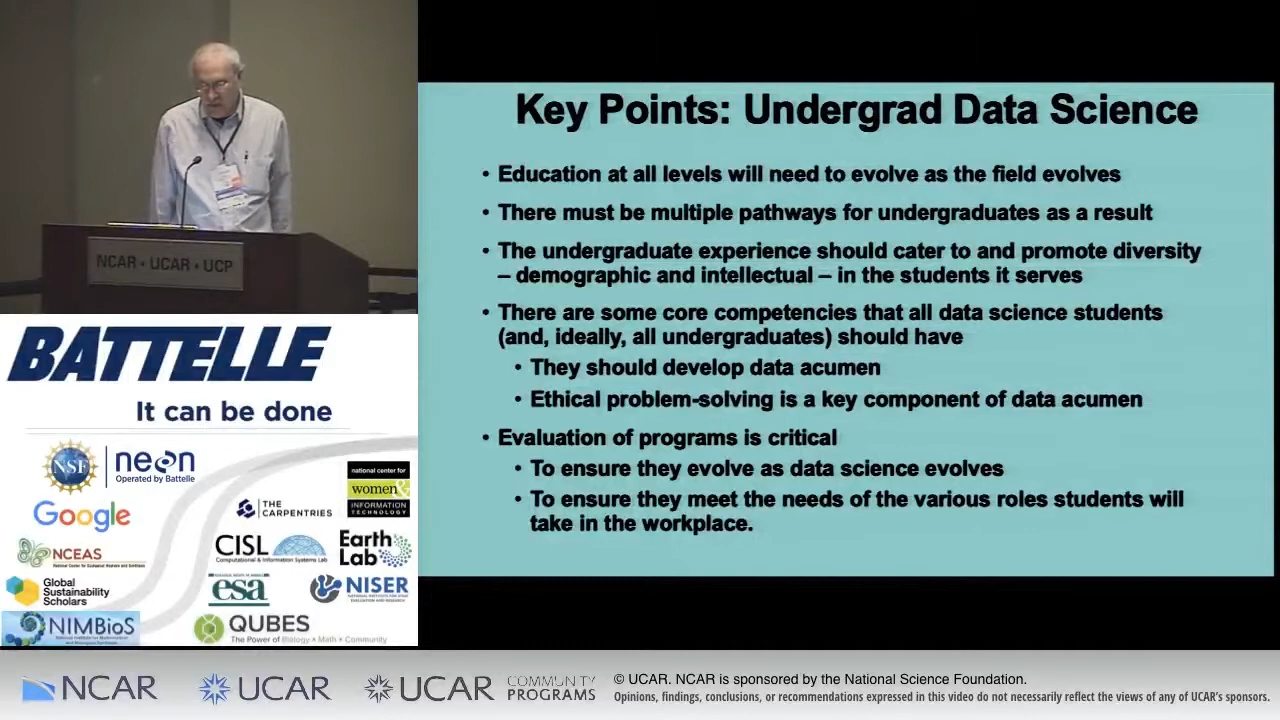 NCAR • UCAR • UCP
Key Points: Undergrad Data Science
• Education at all levels will need to evolve as the field evolves
• There must be multiple pathways for undergraduates as a result
• The undergraduate experience should cater to and promote diversity
– demographic and intellectual – in the students it serves
• There are some core competencies that all data science students
(and, ideally, all undergraduates) should have
• They should develop data acumen
• Ethical problem-solving is a key component of data acumen
• Evaluation of programs is critical
• To ensure they evolve as data science evolves
• To ensure they meet the needs of the various roles students will
take in the workplace.
BATTELLE
It can be done
NSF
neon
Operated by Battelle
national center for
women&
INFORMATION
TECHNOLOGY
Google
THE
CARPENTRIES
NCEAS
CISL
Computational & Information Systems Lab
Earth
Lab
Global
Sustainability
Scholars
esa
NISER
NIMBioS
QUBES
The Power of Biology • Math • Community
NCAR
UCAR
UCAR
COMMUNITY
PROGRAMS
© UCAR. NCAR is sponsored by the National Science Foundation.
Opinions, findings, conclusions, or recommendations expressed in this video do not necessarily reflect the views of any of UCAR's sponsors.